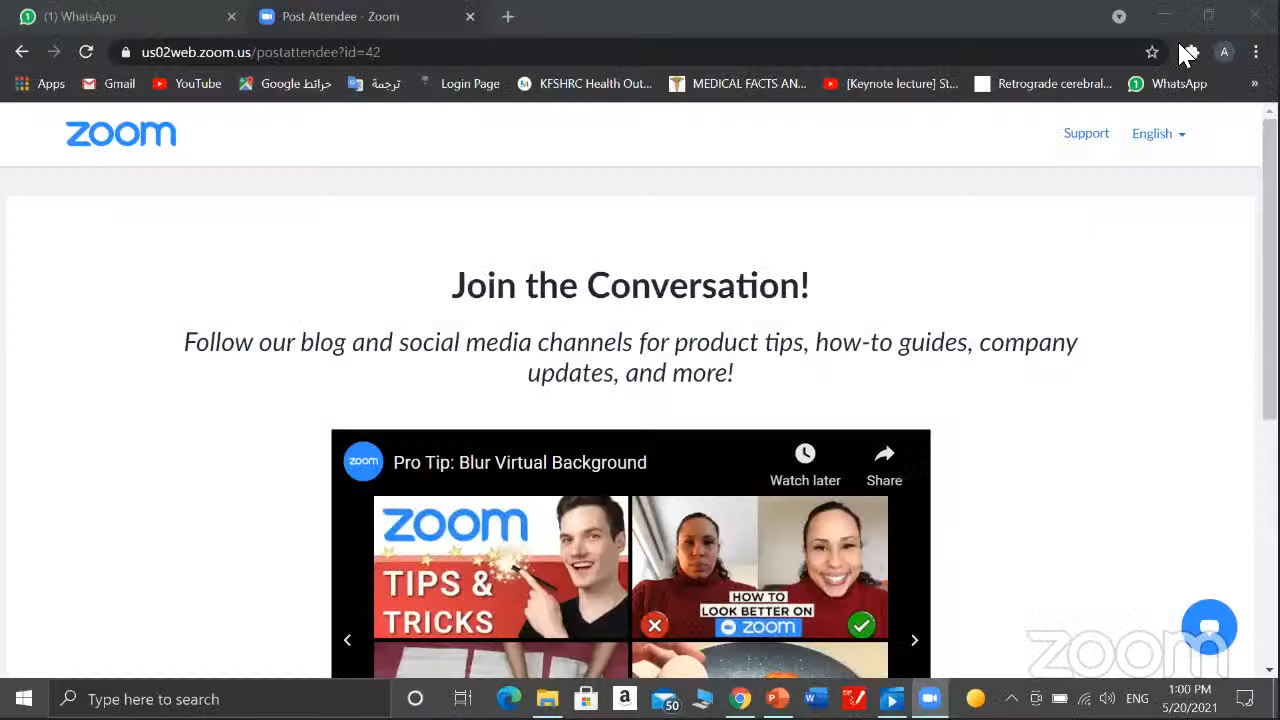 (1) WhatsApp
Post Attendee - Zoom
us02web.zoom.us/postattendee?id=42
A
Apps
Gmail
YouTube
خرائط Google
ترجمة
Login Page
KFSHRC Health Out...
MEDICAL FACTS AN...
[Keynote lecture] St...
Retrograde cerebral...
WhatsApp
»
zoom
Support
English
Join the Conversation!
Follow our blog and social media channels for product tips, how-to guides, company
updates, and more!
zoom
Pro Tip: Blur Virtual Background
Watch later
Share
zoom
TIPS &
TRICKS
HOW TO
LOOK BETTER ON
zoom
zoom
Type here to search
50
ENG
1:00 PM
5/20/2021